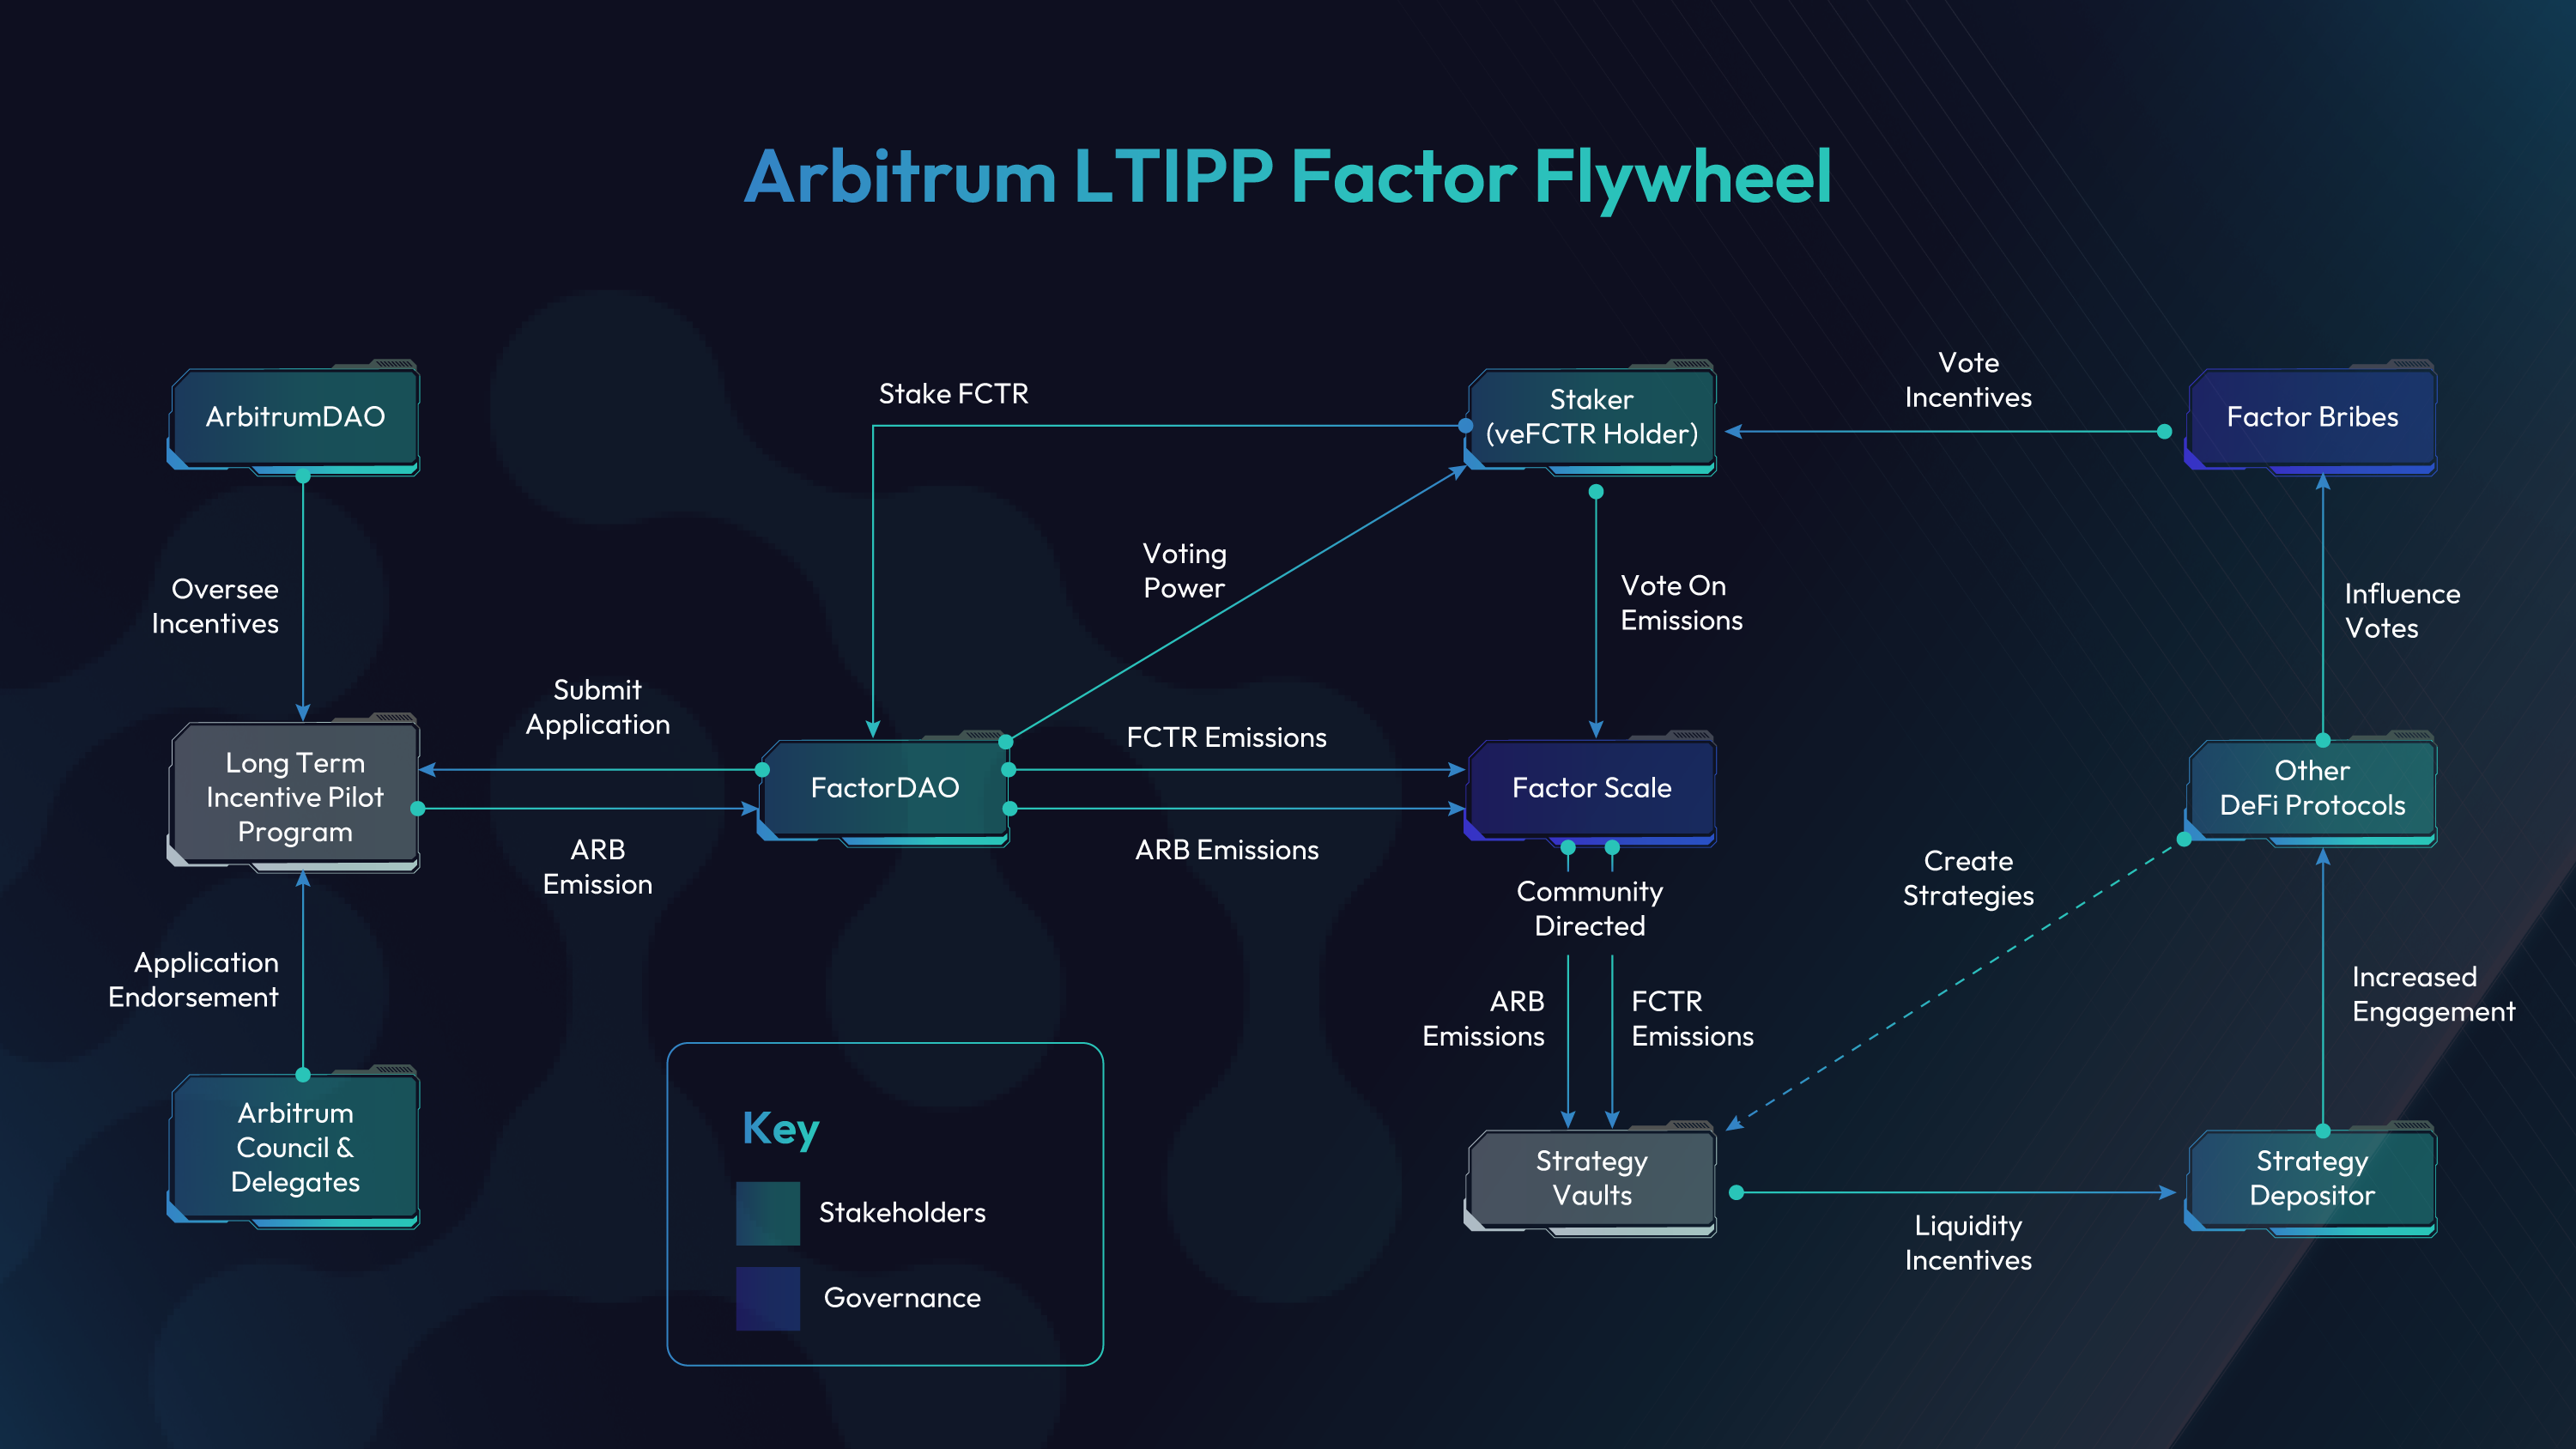 Arbitrum LTIPP Factor Flywheel
ArbitrumDAO
Oversee
Incentives
Long Term
Incentive Pilot
Program
Application
Endorsement
Arbitrum
Council &
Delegates
Submit
Application
ARB
Emission
FactorDAO
Stake FCTR
Voting
Power
FCTR Emissions
ARB Emissions
Staker
(veFCTR Holder)
Vote On
Emissions
Factor Scale
Community
Directed
ARB
Emissions
FCTR
Emissions
Strategy
Vaults
Vote
Incentives
Factor Bribes
Influence
Votes
Other
DeFi Protocols
Create
Strategies
Increased
Engagement
Strategy
Depositor
Liquidity
Incentives
Key
Stakeholders
Governance